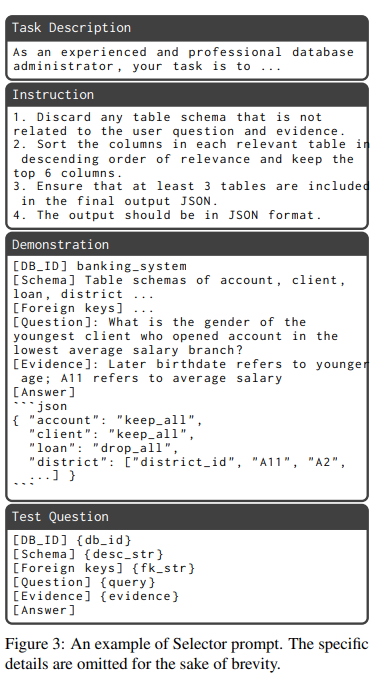 Task Description
As an experienced and professional database
administrator, your task is to ...
Instruction
1. Discard any table schema that is not
related to the user question and evidence.
2. Sort the columns in each relevant table in
descending order of relevance and keep the
top 6 columns.
3. Ensure that at least 3 tables are included
in the final output JSON.
4. The output should be in JSON format.
Demonstration
[DB_ID] banking_system
[Schema] Table schemas of account, client,
loan, district ...
[Foreign keys] ...
[Question]: What is the gender of the
youngest client who opened account in the
lowest average salary branch?
[Evidence]: Later birthdate refers to younger
age; A11 refers to average salary
[Answer]
```json
{ "account": "keep_all",
"client": "keep_all",
"loan": "drop_all",
"district": ["district_id", "A11", "A2",
...] }
```
Test Question
[DB_ID] {db_id}
[Schema] {desc_str}
[Foreign keys] {fk_str}
[Question] {query}
[Evidence] {evidence}
[Answer]
Figure 3: An example of Selector prompt. The specific
details are omitted for the sake of brevity.